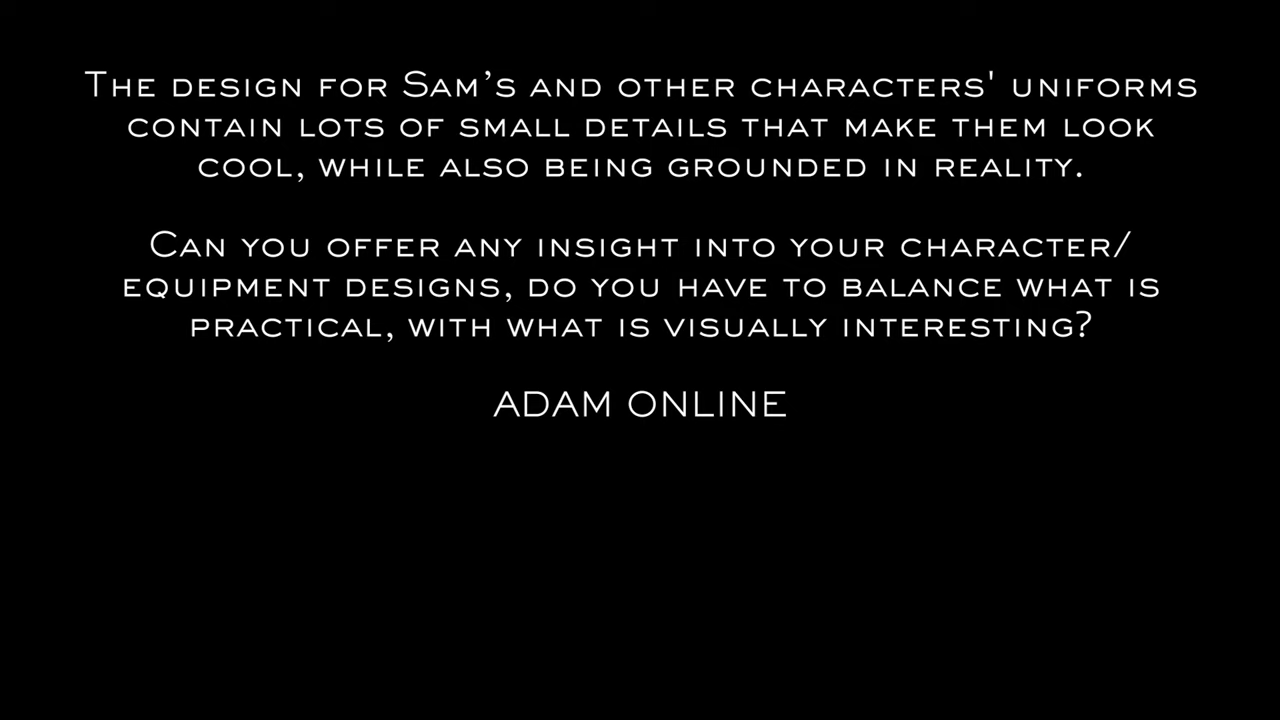 The design for Sam’s and other characters' uniforms
contain lots of small details that make them look
cool, while also being grounded in reality.
Can you offer any insight into your character/
equipment designs, do you have to balance what is
practical, with what is visually interesting?
ADAM ONLINE